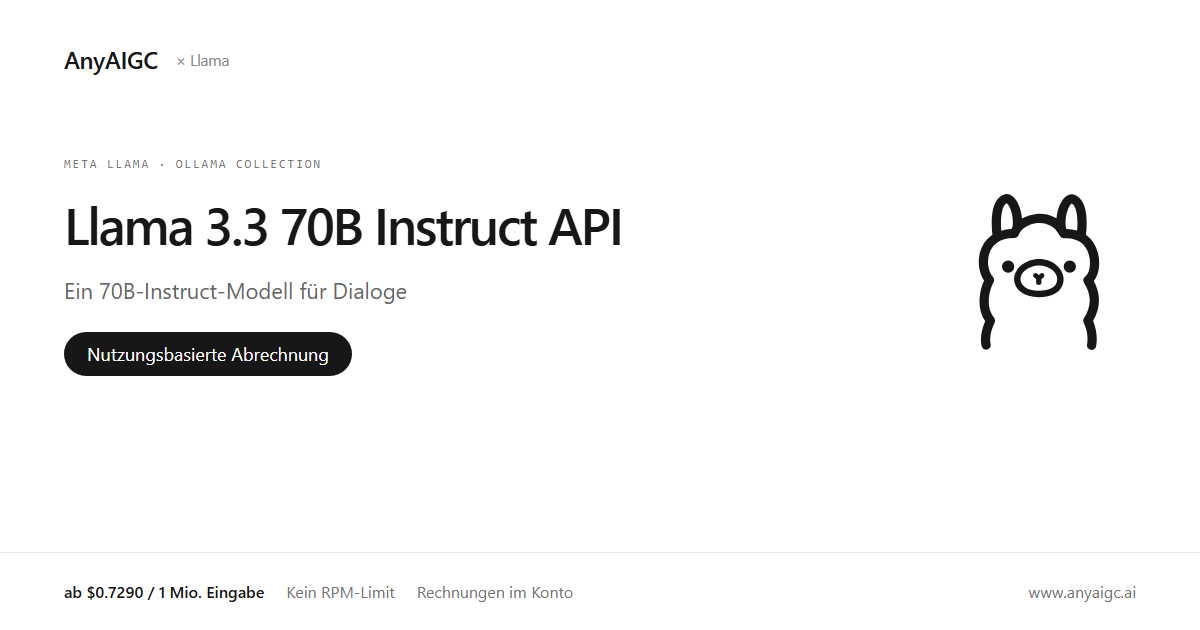 AnyAIGC × Llama
META LLAMA · OLLAMA COLLECTION
Llama 3.3 70B Instruct API
Ein 70B-Instruct-Modell für Dialoge
Nutzungsbasierte Abrechnung
ab $0.7290 / 1 Mio. Eingabe Kein RPM-Limit Rechnungen im Konto www.anyaigc.ai